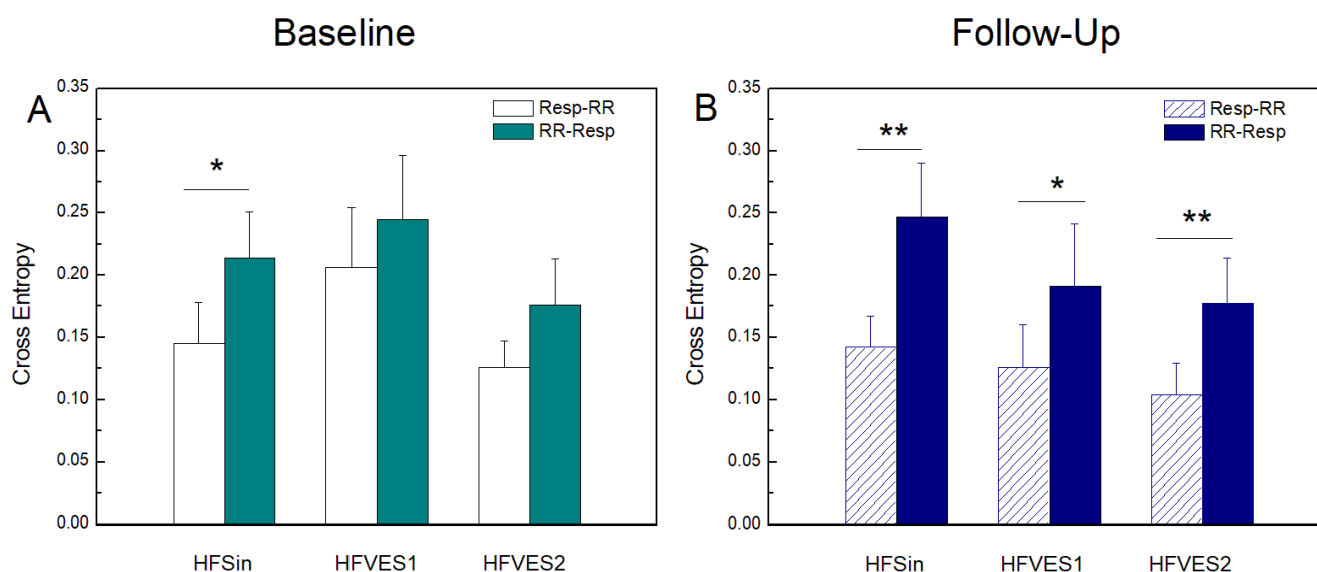 Baseline
A
Resp-RR
RR-Resp
Cross Entropy
0.35
0.30
0.25
0.20
0.15
0.10
0.05
0.00
*
HFSin
HFVES1
HFVES2
Follow-Up
B
Resp-RR
RR-Resp
Cross Entropy
0.35
0.30
0.25
0.20
0.15
0.10
0.05
0.00
**
*
**
HFSin
HFVES1
HFVES2